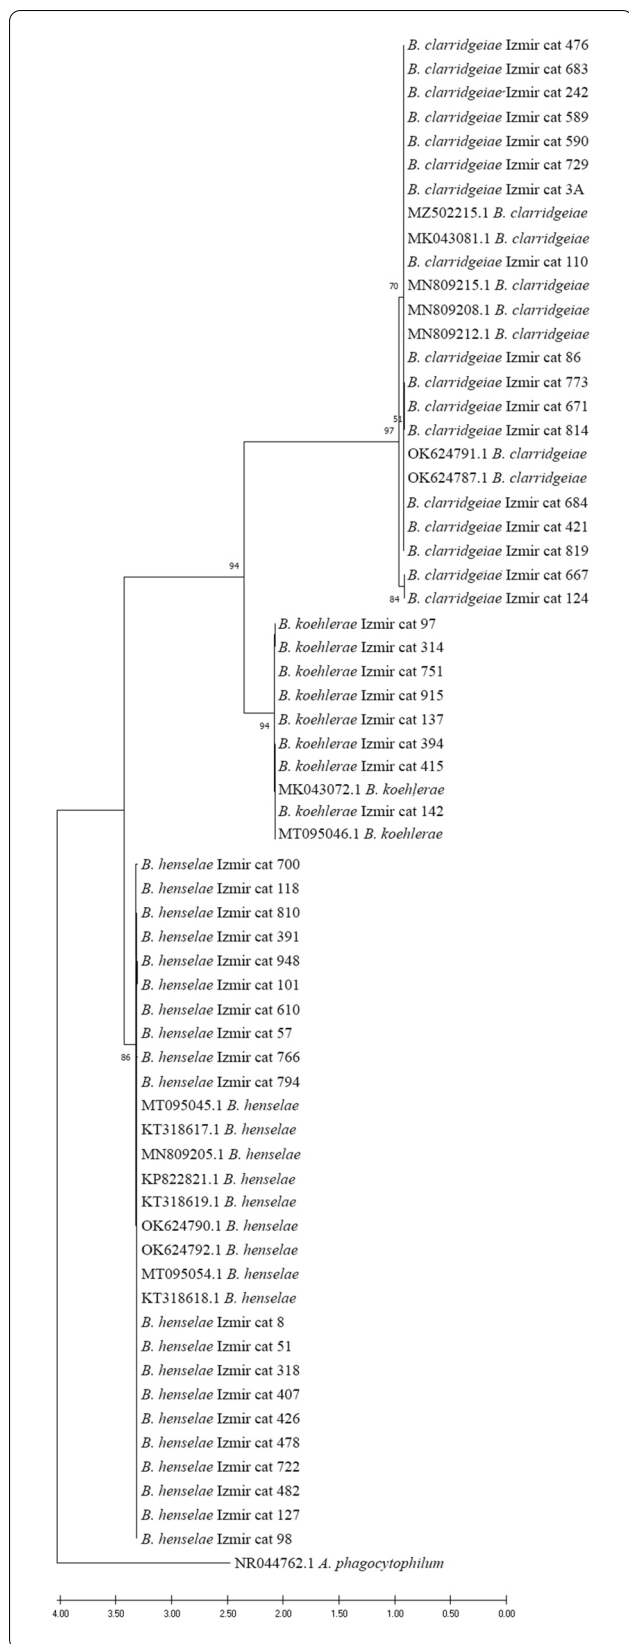 B. clarridgeiae Izmir cat 476
B. clarridgeiae Izmir cat 683
B. clarridgeiae Izmir cat 242
B. clarridgeiae Izmir cat 589
B. clarridgeiae Izmir cat 590
B. clarridgeiae Izmir cat 729
B. clarridgeiae Izmir cat 3A
MZ502215.1 B. clarridgeiae
MK043081.1 B. clarridgeiae
B. clarridgeiae Izmir cat 110
70
MN809215.1 B. clarridgeiae
MN809208.1 B. clarridgeiae
MN809212.1 B. clarridgeiae
B. clarridgeiae Izmir cat 86
B. clarridgeiae Izmir cat 773
B. clarridgeiae Izmir cat 671
51
97
B. clarridgeiae Izmir cat 814
OK624791.1 B. clarridgeiae
OK624787.1 B. clarridgeiae
B. clarridgeiae Izmir cat 684
B. clarridgeiae Izmir cat 421
B. clarridgeiae Izmir cat 819
94
B. clarridgeiae Izmir cat 667
84
B. clarridgeiae Izmir cat 124
B. koehlerae Izmir cat 97
B. koehlerae Izmir cat 314
B. koehlerae Izmir cat 751
B. koehlerae Izmir cat 915
B. koehlerae Izmir cat 137
94
B. koehlerae Izmir cat 394
B. koehlerae Izmir cat 415
MK043072.1 B. koehlerae
B. koehlerae Izmir cat 142
MT095046.1 B. koehlerae
B. henselae Izmir cat 700
B. henselae Izmir cat 118
B. henselae Izmir cat 810
B. henselae Izmir cat 391
B. henselae Izmir cat 948
B. henselae Izmir cat 101
B. henselae Izmir cat 610
B. henselae Izmir cat 57
86
B. henselae Izmir cat 766
B. henselae Izmir cat 794
MT095045.1 B. henselae
KT318617.1 B. henselae
MN809205.1 B. henselae
KP822821.1 B. henselae
KT318619.1 B. henselae
OK624790.1 B. henselae
OK624792.1 B. henselae
MT095054.1 B. henselae
KT318618.1 B. henselae
B. henselae Izmir cat 8
B. henselae Izmir cat 51
B. henselae Izmir cat 318
B. henselae Izmir cat 407
B. henselae Izmir cat 426
B. henselae Izmir cat 478
B. henselae Izmir cat 722
B. henselae Izmir cat 482
B. henselae Izmir cat 127
B. henselae Izmir cat 98
NR044762.1 A. phagocytophilum
4.00 3.50 3.00 2.50 2.00 1.50 1.00 0.50 0.00